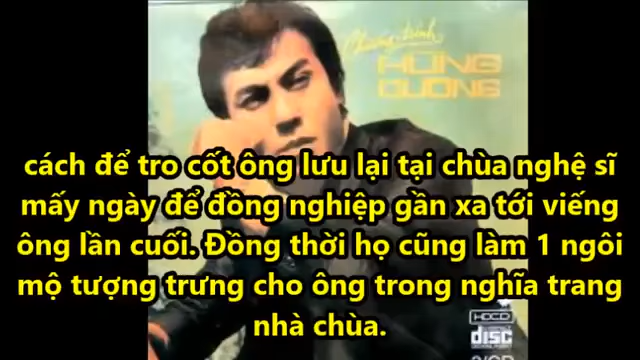 Chương trình
HÙNG
CƯỜNG
cách để tro cốt ông lưu lại tại chùa nghệ sĩ
mấy ngày để đồng nghiệp gần xa tới viếng
ông lần cuối. Đồng thời họ cũng làm 1 ngôi
mộ tượng trưng cho ông trong nghĩa trang
nhà chùa.
HDCD
disc